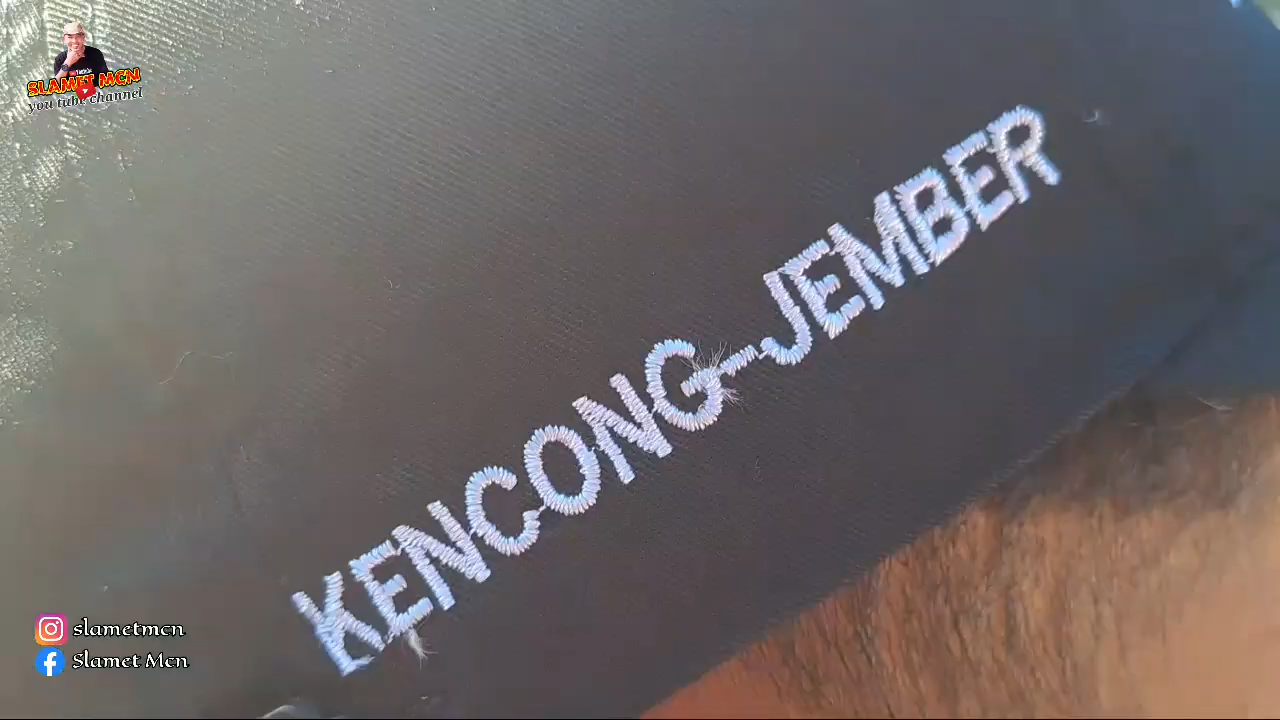 SLAMET MCN
you tube channel
KENCONG-JEMBER
slametmcn
Slamet Mcn